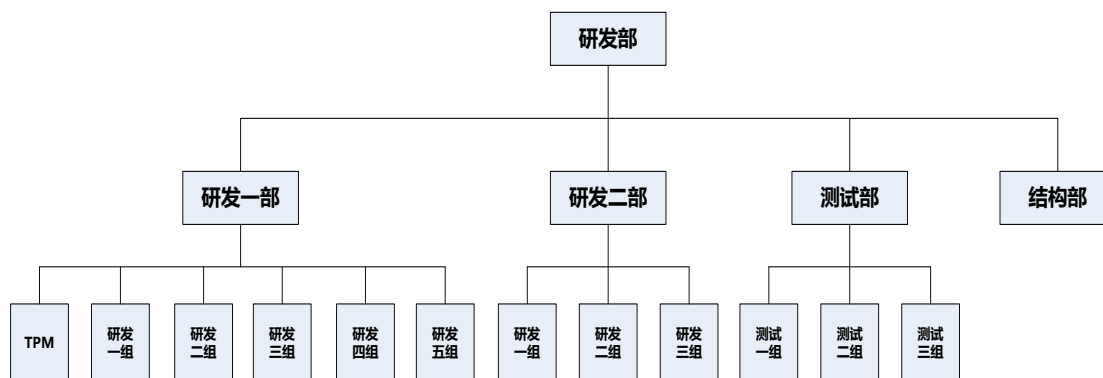 研发部
研发一部
研发二部
测试部
结构部
TPM
研发
一组
研发
二组
研发
三组
研发
四组
研发
五组
研发
一组
研发
二组
研发
三组
测试
一组
测试
二组
测试
三组